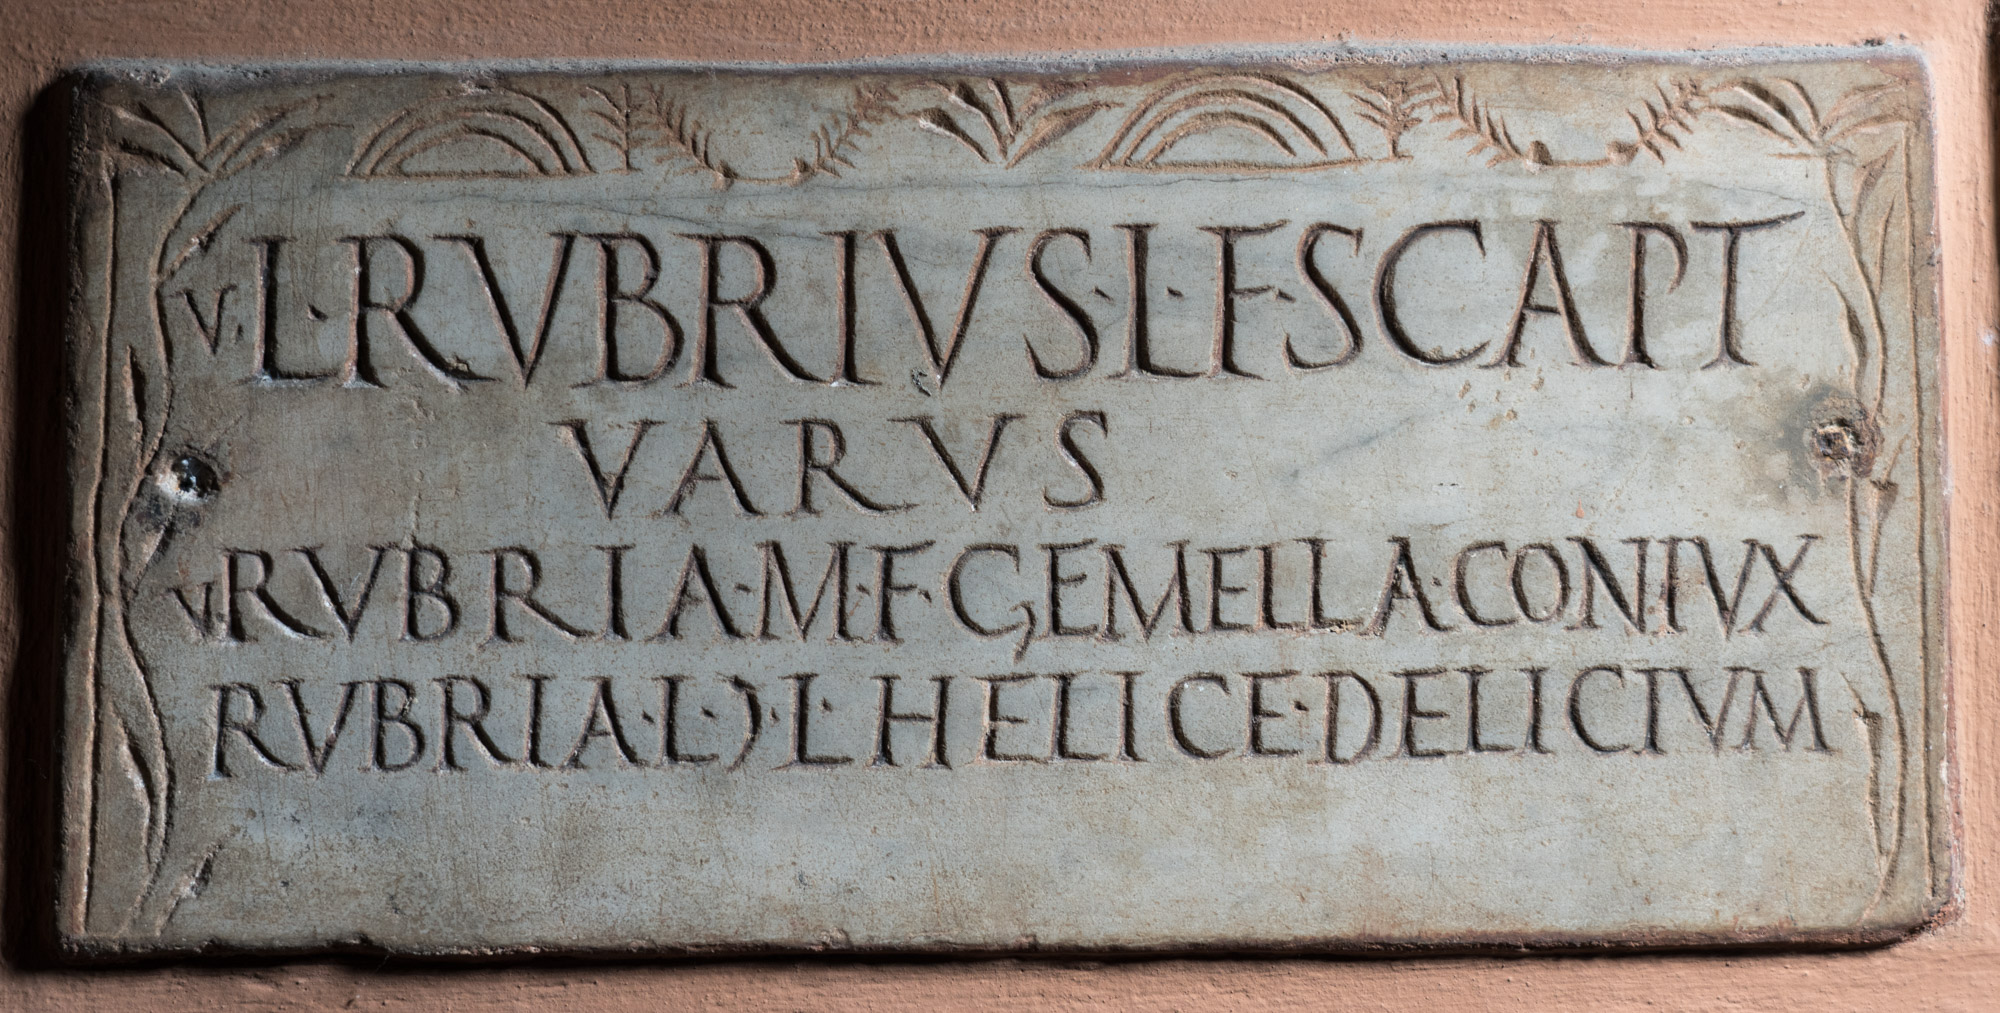 V· L·RVBRIVS·L·F·SCAPT
VARVS
V·RVBRIA·M·F·GEMELLA·CONIVX
RVBRIA·L·Ɔ·L·HELICE·DELICIVM